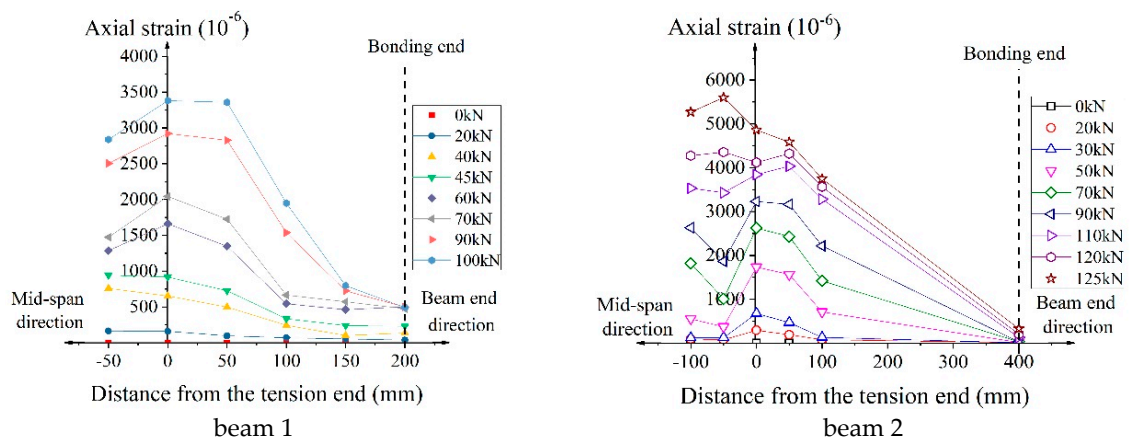 Axial strain (10-6)
4000
3500
3000
2500
2000
1500
1000
500
Bonding end
0kN
20kN
40kN
45kN
60kN
70kN
90kN
100kN
Mid-span
direction
Beam end
direction
-50 0 50 100 150 200
Distance from the tension end (mm)
beam 1
Axial strain (10-6)
6000
5000
4000
3000
2000
1000
Bonding end
0kN
20kN
30kN
50kN
70kN
90kN
110kN
120kN
125kN
Mid-span
direction
Beam end
direction
-100 0 100 200 300 400
Distance from the tension end (mm)
beam 2